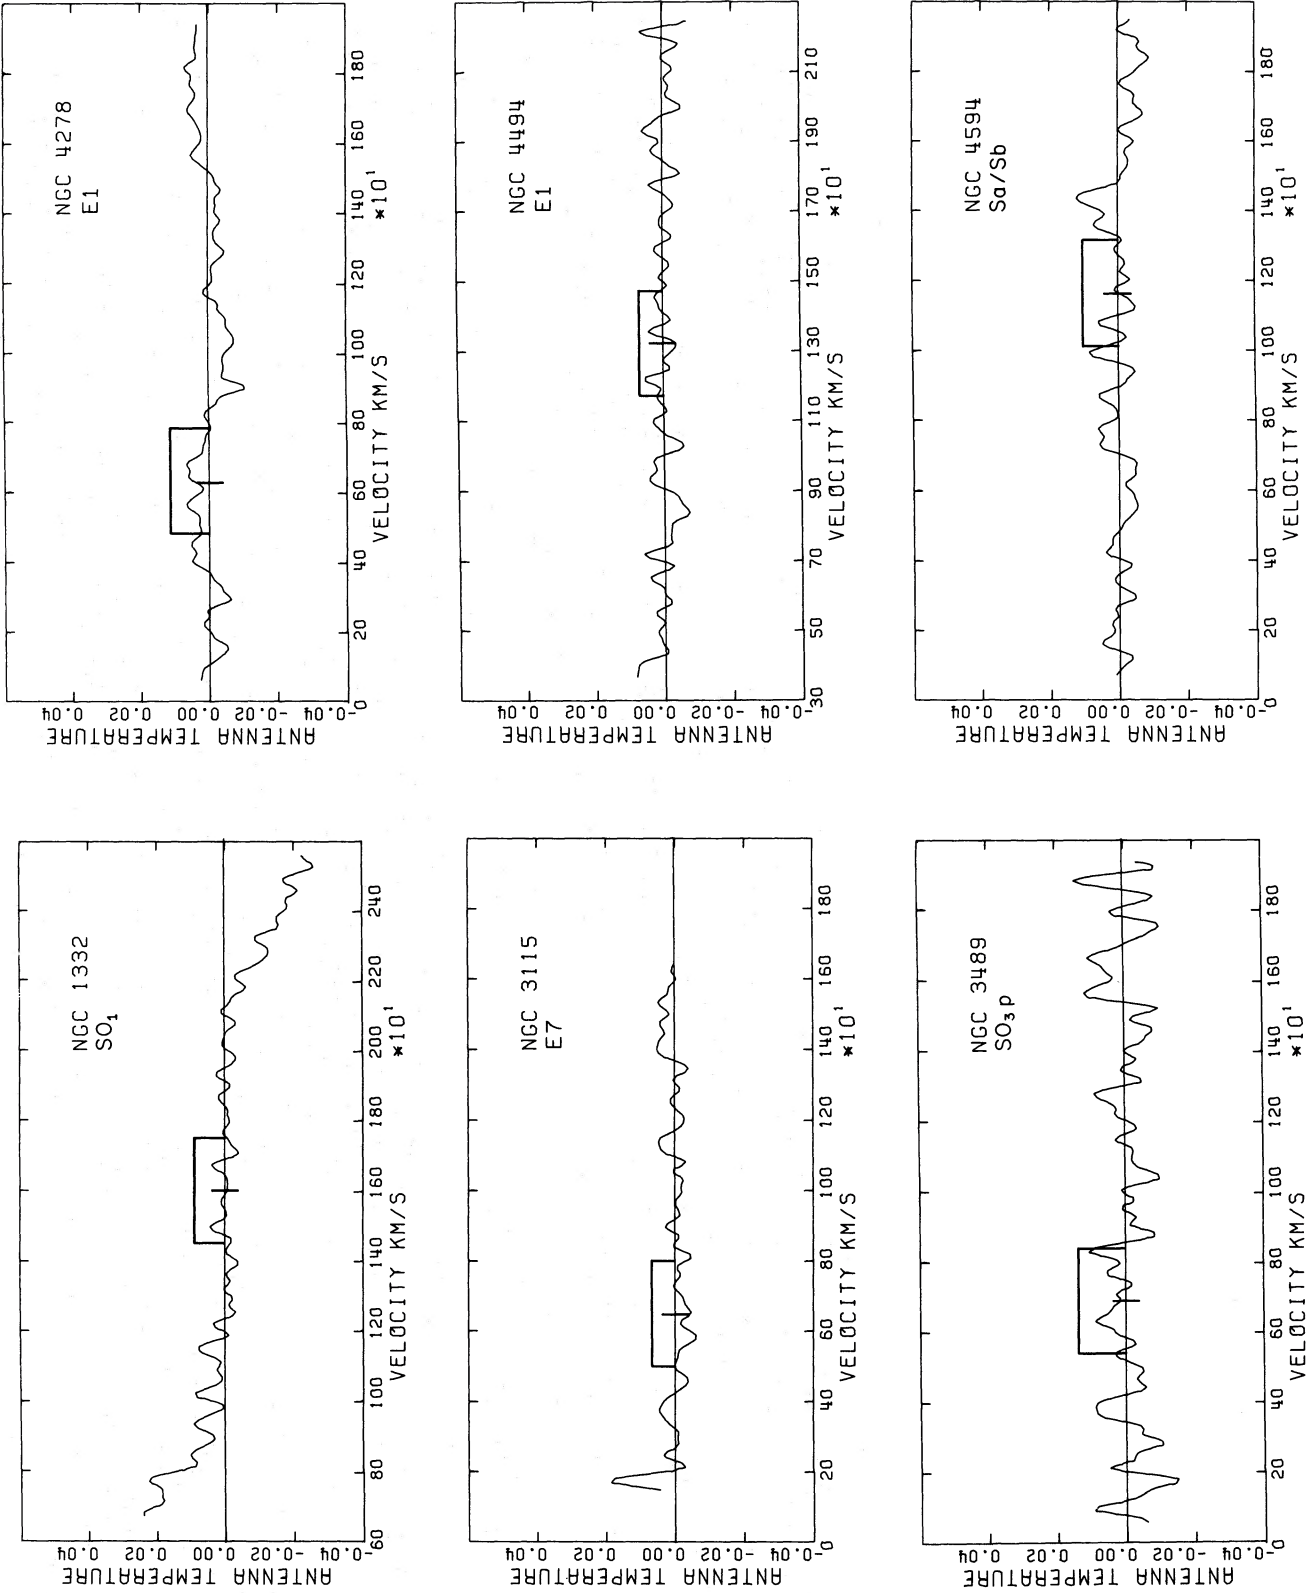 NGC 1332
SO₁
ANTENNA TEMPERATURE
0.04
0.02
0.00
-0.02
-0.04
60 80 100 120 140 160 180 200 220 240
VELOCITY KM/S *10¹
NGC 4278
E1
ANTENNA TEMPERATURE
0.04
0.02
0.00
-0.02
-0.04
0 20 40 60 80 100 120 140 160 180
VELOCITY KM/S *10¹
NGC 3115
E7
ANTENNA TEMPERATURE
0.04
0.02
0.00
-0.02
-0.04
0 20 40 60 80 100 120 140 160 180
VELOCITY KM/S *10¹
NGC 4494
E1
ANTENNA TEMPERATURE
0.04
0.02
0.00
-0.02
-0.04
30 50 70 90 110 130 150 170 190 210
VELOCITY KM/S *10¹
NGC 3489
SO₃p
ANTENNA TEMPERATURE
0.04
0.02
0.00
-0.02
-0.04
0 20 40 60 80 100 120 140 160 180
VELOCITY KM/S *10¹
NGC 4594
Sa/Sb
ANTENNA TEMPERATURE
0.04
0.02
0.00
-0.02
-0.04
0 20 40 60 80 100 120 140 160 180
VELOCITY KM/S *10¹